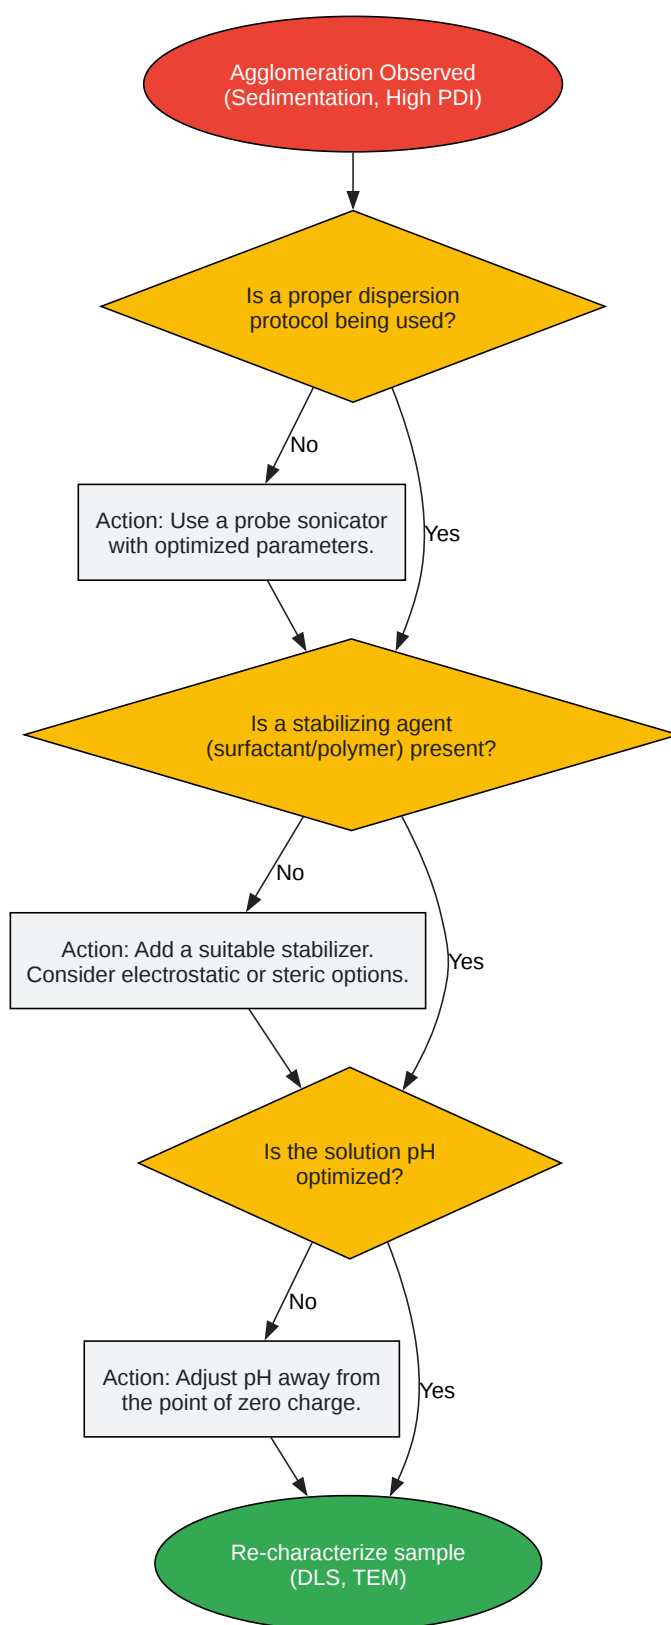 Agglomeration Observed
(Sedimentation, High PDI)
Is a proper dispersion
protocol being used?
No
Action: Use a probe sonicator
with optimized parameters.
Yes
Is a stabilizing agent
(surfactant/polymer) present?
No
Action: Add a suitable stabilizer.
Consider electrostatic or steric options.
Yes
Is the solution pH
optimized?
No
Action: Adjust pH away from
the point of zero charge.
Yes
Re-characterize sample
(DLS, TEM)